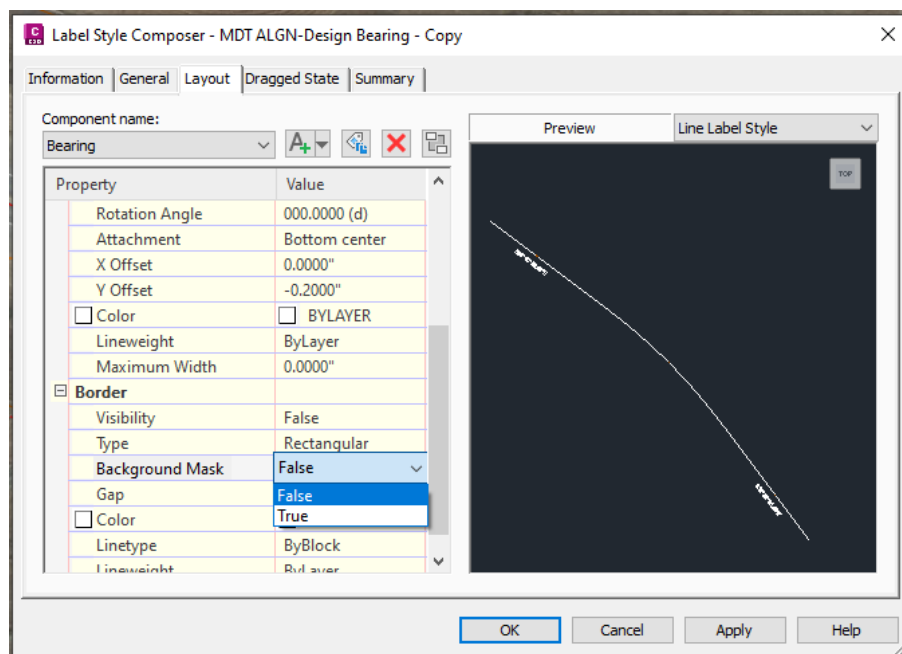 C
C3D
Label Style Composer - MDT ALGN-Design Bearing - Copy
Information General Layout Dragged State Summary
Component name:
Bearing
Preview Line Label Style
TOP
Property Value
Rotation Angle 000.0000 (d)
Attachment Bottom center
X Offset 0.0000"
Y Offset -0.2000"
Color BYLAYER
Lineweight ByLayer
Maximum Width 0.0000"
Border
Visibility False
Type Rectangular
Background Mask False
Gap False
True
Color
Linetype ByBlock
Lineweight ByLayer
OK Cancel Apply Help